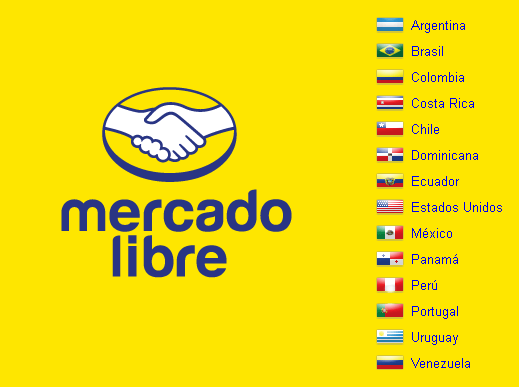 mercado
libre
Argentina
Brasil
Colombia
Costa Rica
Chile
Dominicana
Ecuador
Estados Unidos
México
Panamá
Perú
Portugal
Uruguay
Venezuela